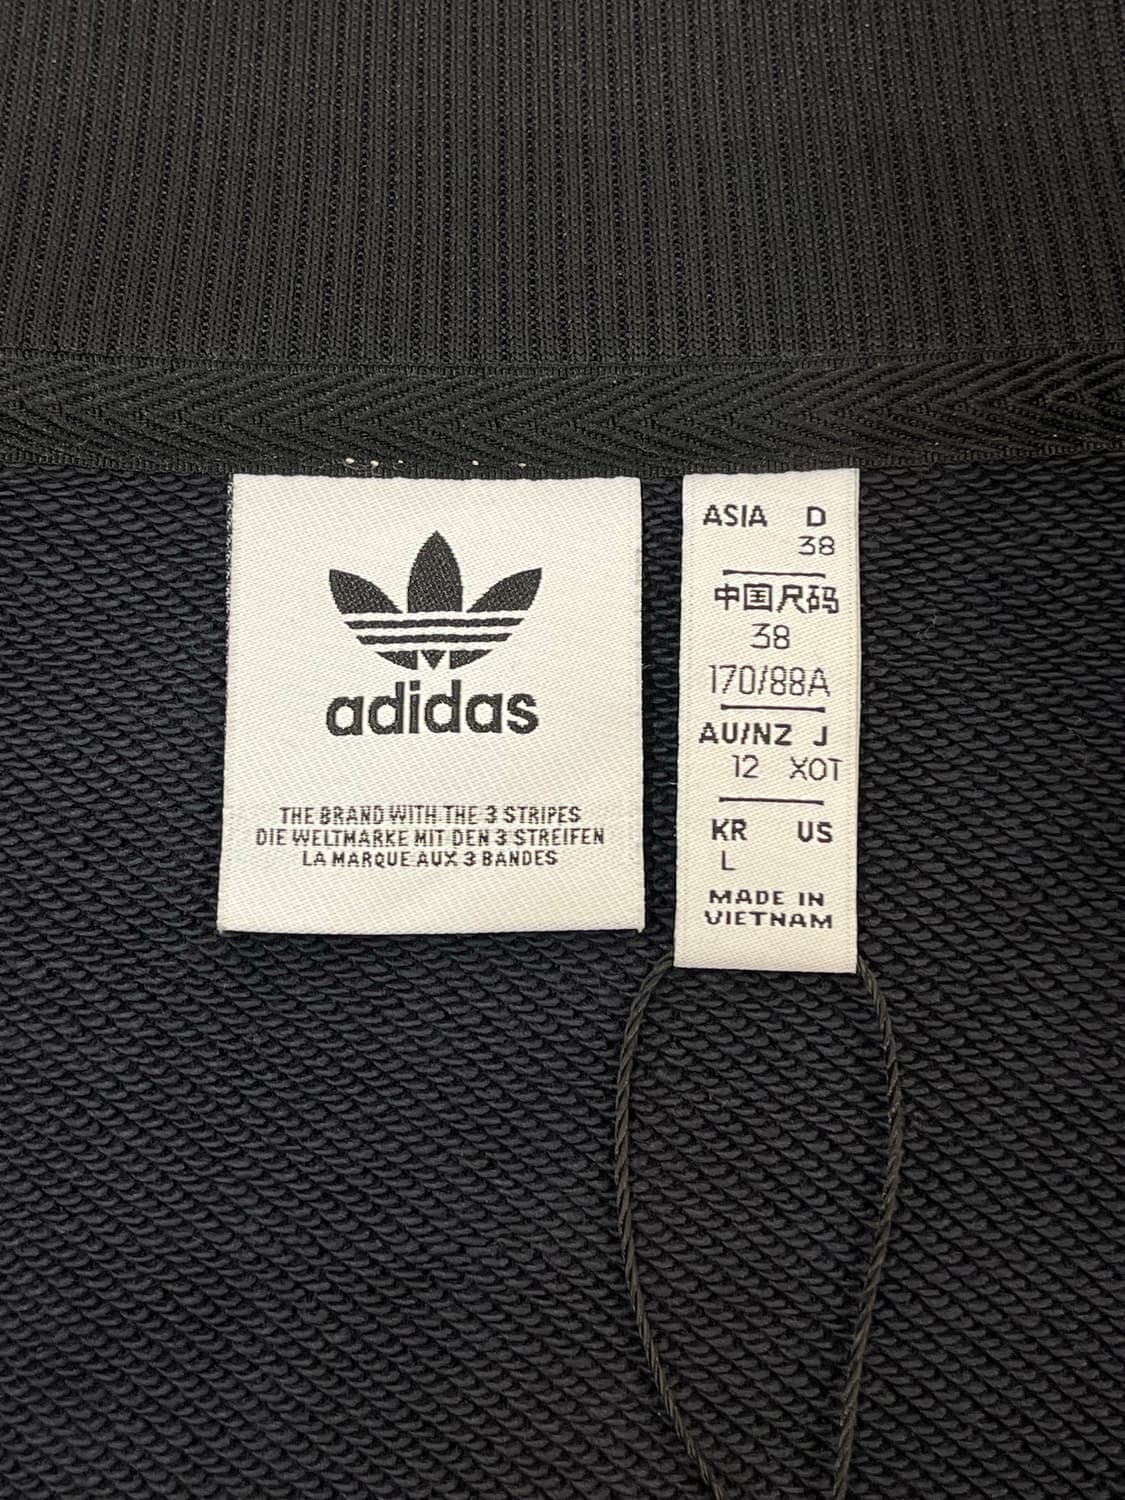 adidas
THE BRAND WITH THE 3 STRIPES
DIE WELTMARKE MIT DEN 3 STREIFEN
LA MARQUE AUX 3 BANDES
ASIA D
38
中国尺码
38
170/88A
AU/NZ J
12 XOT
KR US
L
MADE IN
VIETNAM